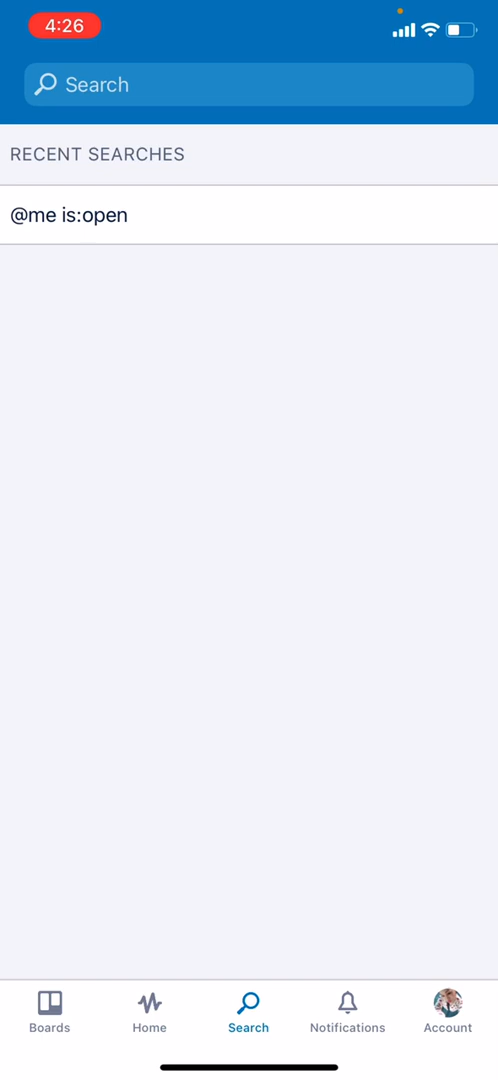 4:26
Search
RECENT SEARCHES
@me is:open
Boards
Home
Search
Notifications
Account